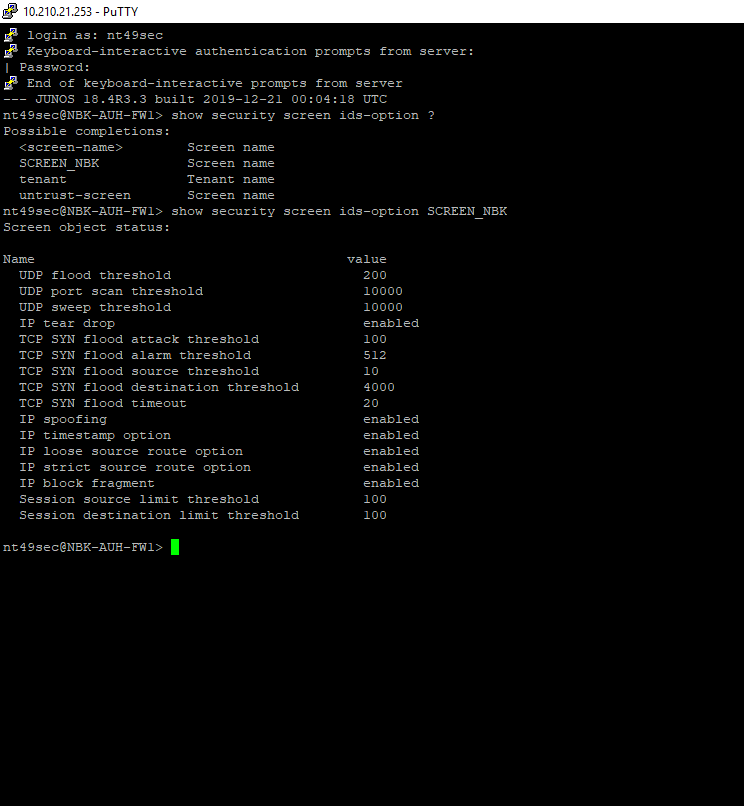 10.210.21.253 - PuTTY
login as: nt49sec
Keyboard-interactive authentication prompts from server:
| Password:
End of keyboard-interactive prompts from server
--- JUNOS 18.4R3.3 built 2019-12-21 00:04:18 UTC
nt49sec@NBK-AUH-FW1> show security screen ids-option ?
Possible completions:
<screen-name> Screen name
SCREEN_NBK Screen name
tenant Tenant name
untrust-screen Screen name
nt49sec@NBK-AUH-FW1> show security screen ids-option SCREEN_NBK
Screen object status:
Name value
UDP flood threshold 200
UDP port scan threshold 10000
UDP sweep threshold 10000
IP tear drop enabled
TCP SYN flood attack threshold 100
TCP SYN flood alarm threshold 512
TCP SYN flood source threshold 10
TCP SYN flood destination threshold 4000
TCP SYN flood timeout 20
IP spoofing enabled
IP timestamp option enabled
IP loose source route option enabled
IP strict source route option enabled
IP block fragment enabled
Session source limit threshold 100
Session destination limit threshold 100
nt49sec@NBK-AUH-FW1>